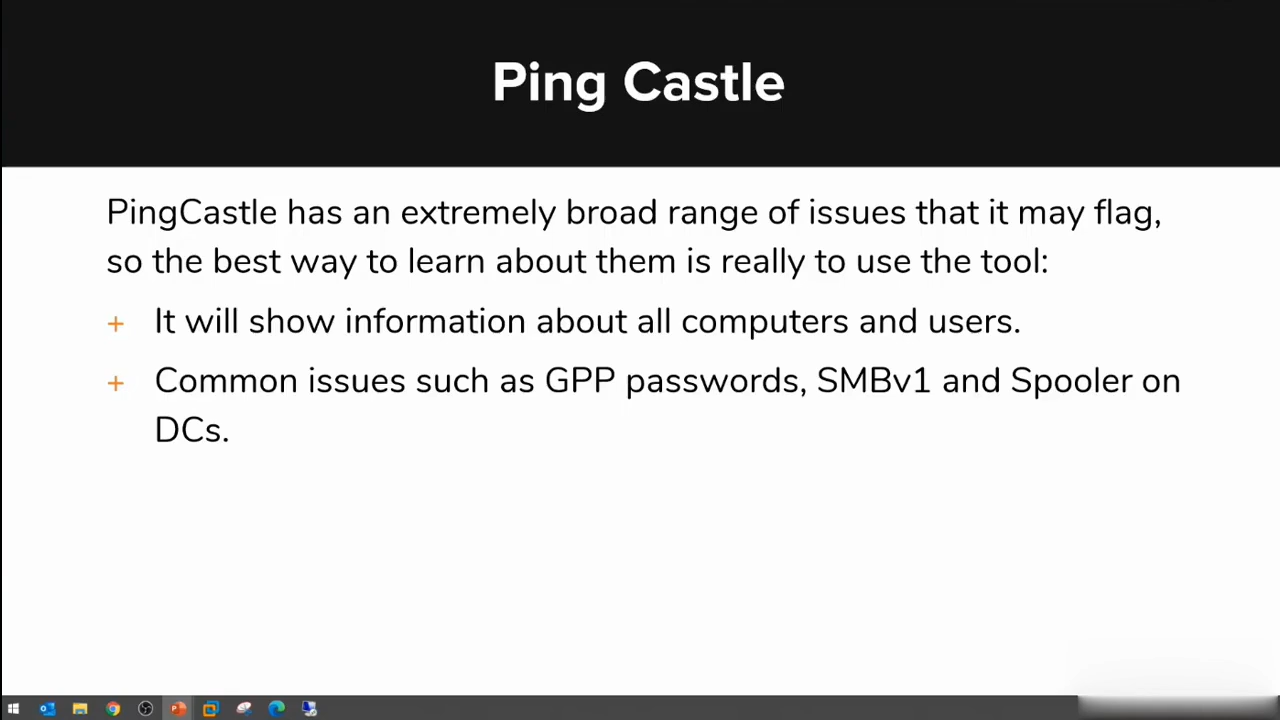 Ping Castle
PingCastle has an extremely broad range of issues that it may flag,
so the best way to learn about them is really to use the tool:
+ It will show information about all computers and users.
+ Common issues such as GPP passwords, SMBv1 and Spooler on
DCs.